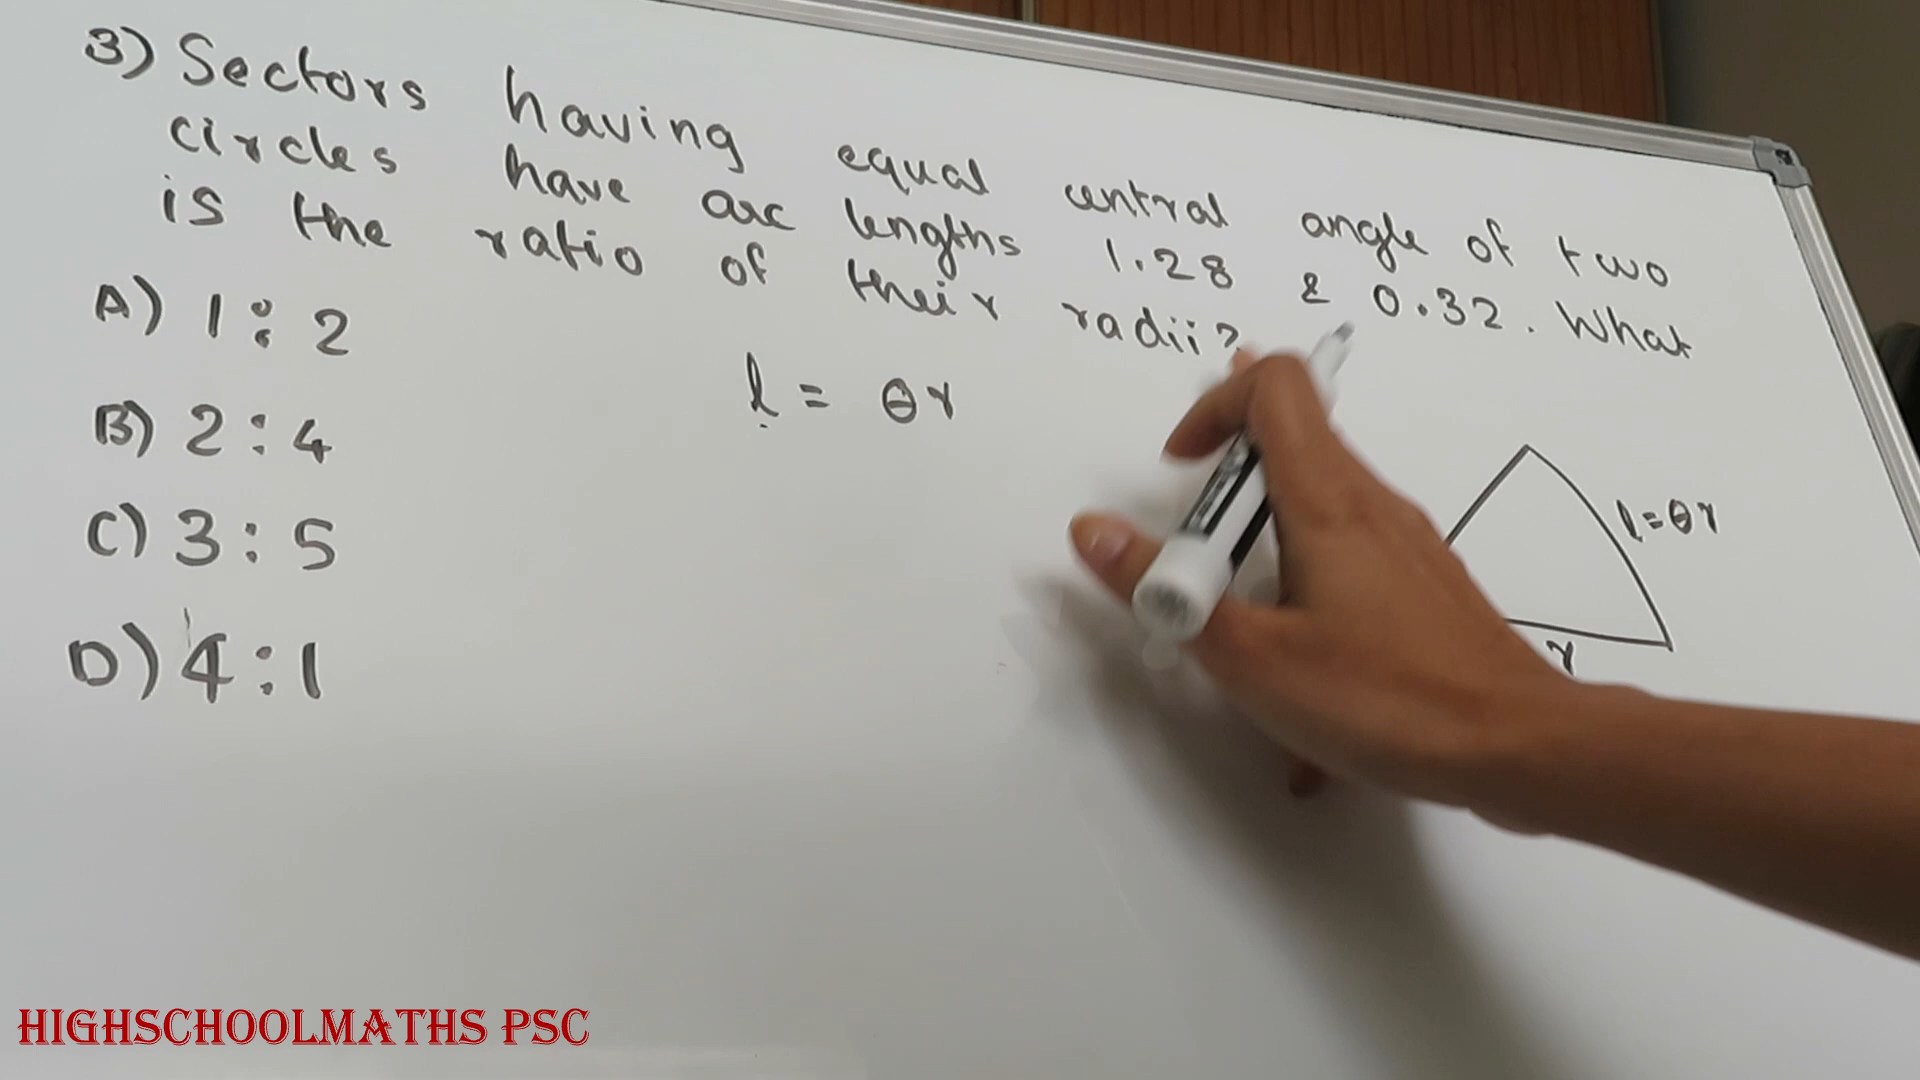 3) Sectors having equal central angle of two
circles have arc lengths 1.28 & 0.32. What
is the ratio of their radii?
A) 1 : 2
l = θr
B) 2 : 4
l = θr
C) 3 : 5
r
D) 4 : 1
HIGHSCHOOLMATHS PSC